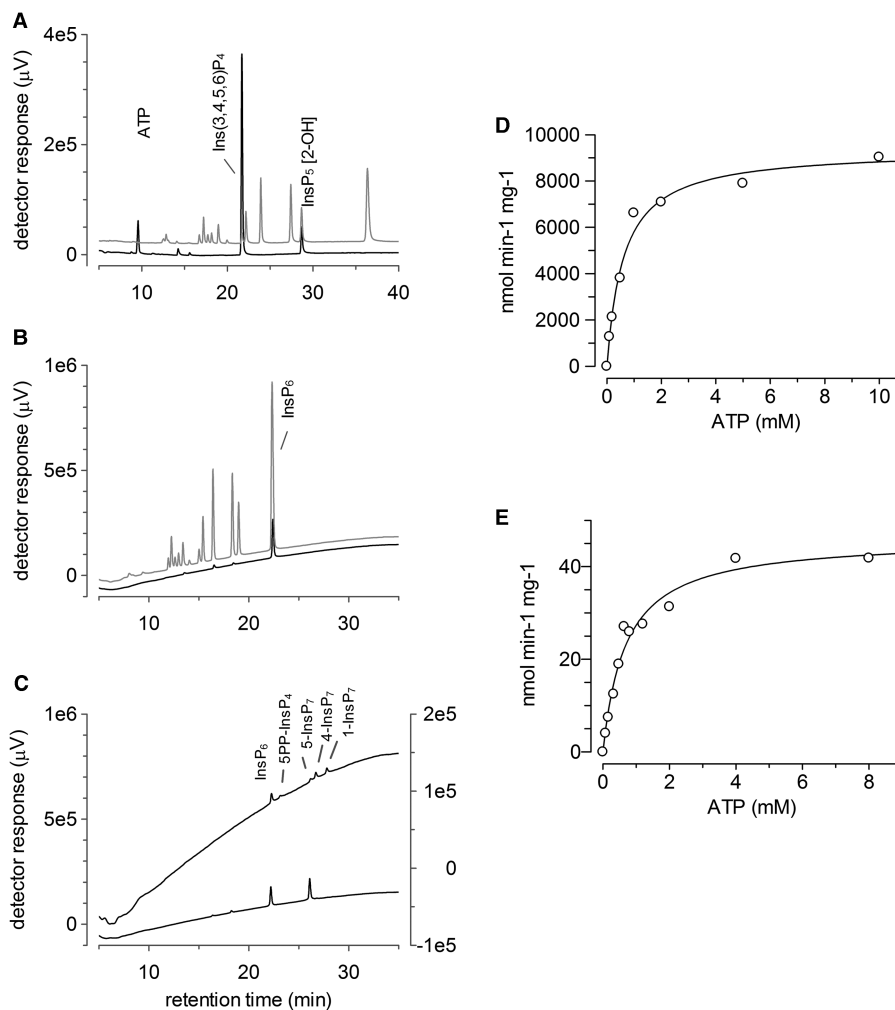 A
detector response (µV)
4e5
2e5
0
ATP
Ins(3,4,5,6)P4
InsP5 [2-OH]
10
20
30
40
B
detector response (µV)
1e6
5e5
0
InsP6
10
20
30
C
detector response (µV)
1e6
5e5
0
InsP6
5PP-InsP4
5-InsP7
4-InsP7
1-InsP7
2e5
1e5
0
-1e5
10
20
30
retention time (min)
D
nmol min-1 mg-1
10000
8000
6000
4000
2000
0
0
2
4
6
8
10
ATP (mM)
E
nmol min-1 mg-1
40
20
0
0
2
4
6
8
ATP (mM)